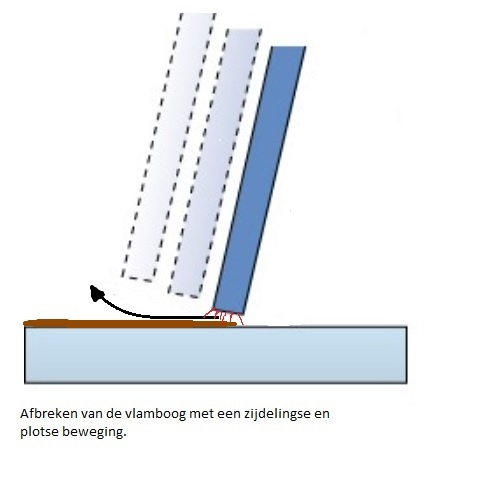 Afbreken van de vlamboog met een zijdelingse en
plotse beweging.